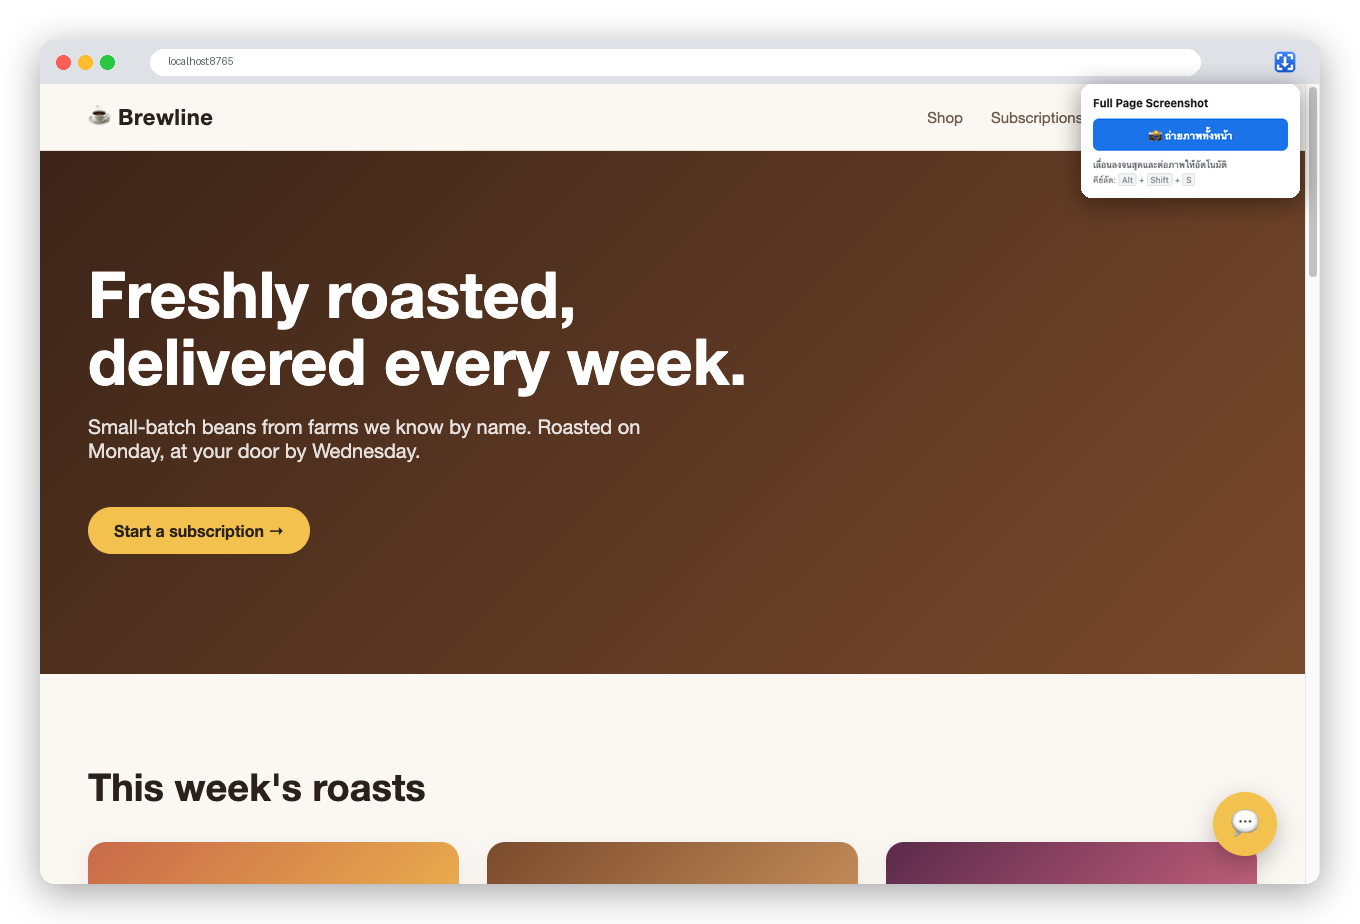 localhost:8765
☕ Brewline
Shop
Subscriptions
Full Page Screenshot
📸 ถ่ายภาพทั้งหน้า
เลื่อนลงจนสุดและต่อภาพให้อัตโนมัติ
คีย์ลัด: Alt + Shift + S
Freshly roasted,
delivered every week.
Small-batch beans from farms we know by name. Roasted on
Monday, at your door by Wednesday.
Start a subscription →
This week's roasts